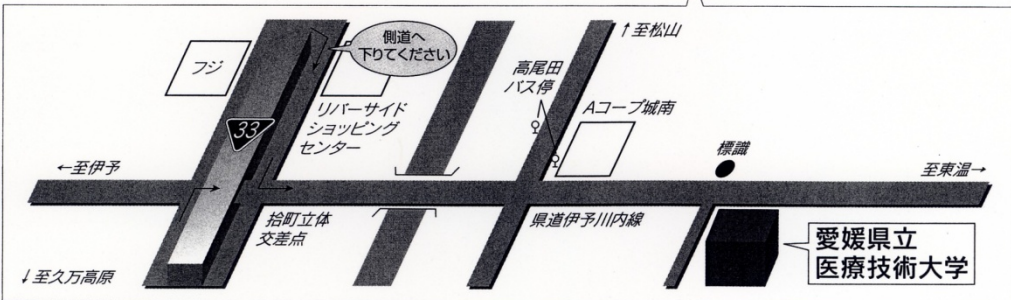 ↑至松山
側道へ
下りてください
フジ
高尾田
バス停
リバーサイド
ショッピング
センター
Aコープ城南
33
標識
←至伊予
至東温→
拾町立体
交差点
県道伊予川内線
愛媛県立
医療技術大学
↓至久万高原